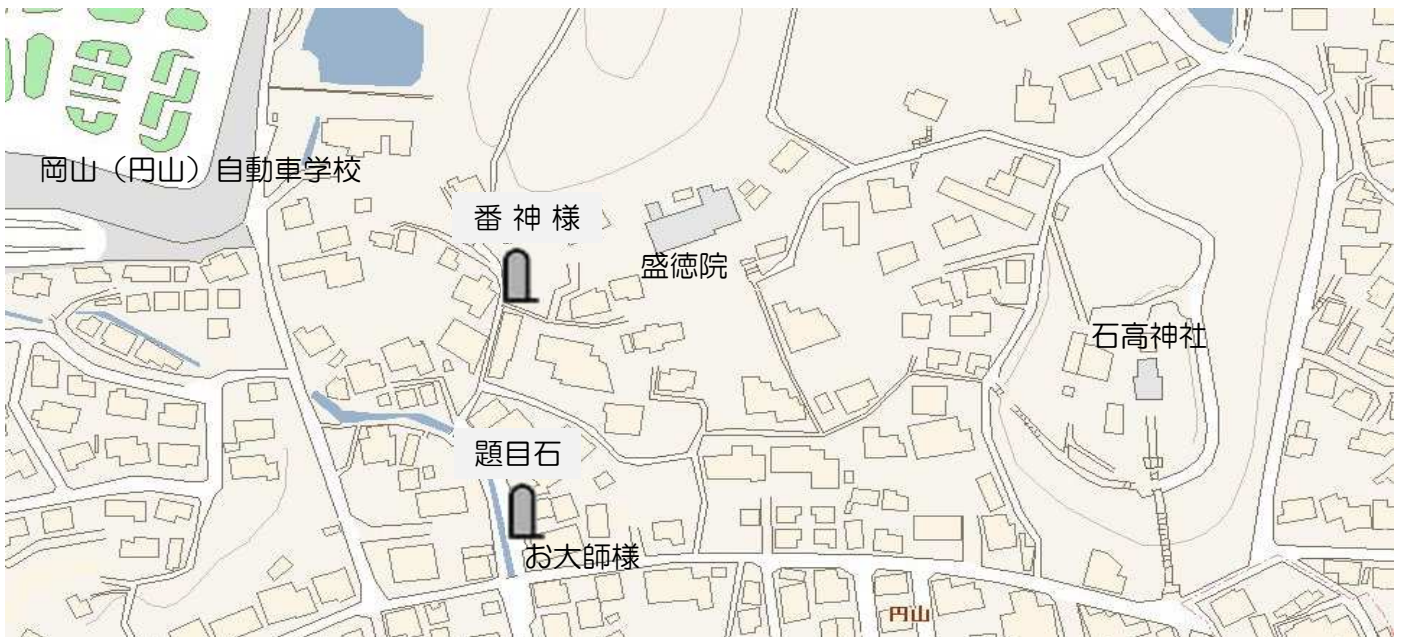 岡山（円山）自動車学校
番神様
盛徳院
石高神社
題目石
お大師様
円山